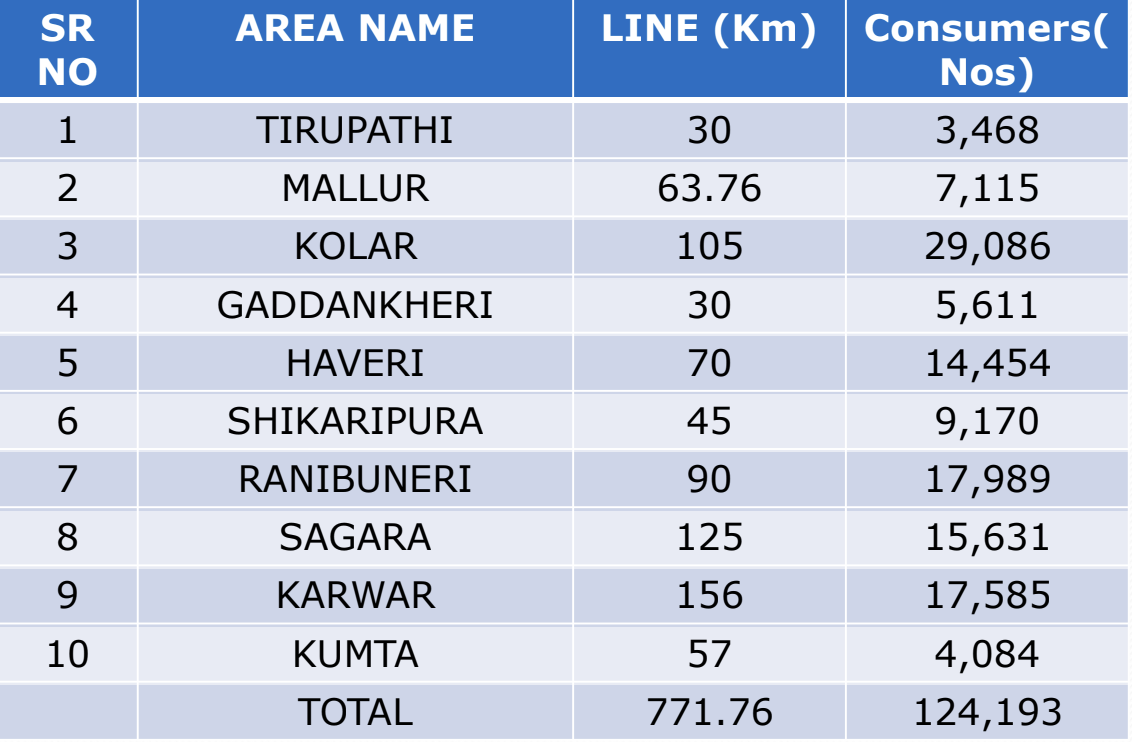 SR NO AREA NAME LINE (Km) Consumers( Nos)
1 TIRUPATHI 30 3,468
2 MALLUR 63.76 7,115
3 KOLAR 105 29,086
4 GADDANKHERI 30 5,611
5 HAVERI 70 14,454
6 SHIKARIPURA 45 9,170
7 RANIBUNERI 90 17,989
8 SAGARA 125 15,631
9 KARWAR 156 17,585
10 KUMTA 57 4,084
TOTAL 771.76 124,193